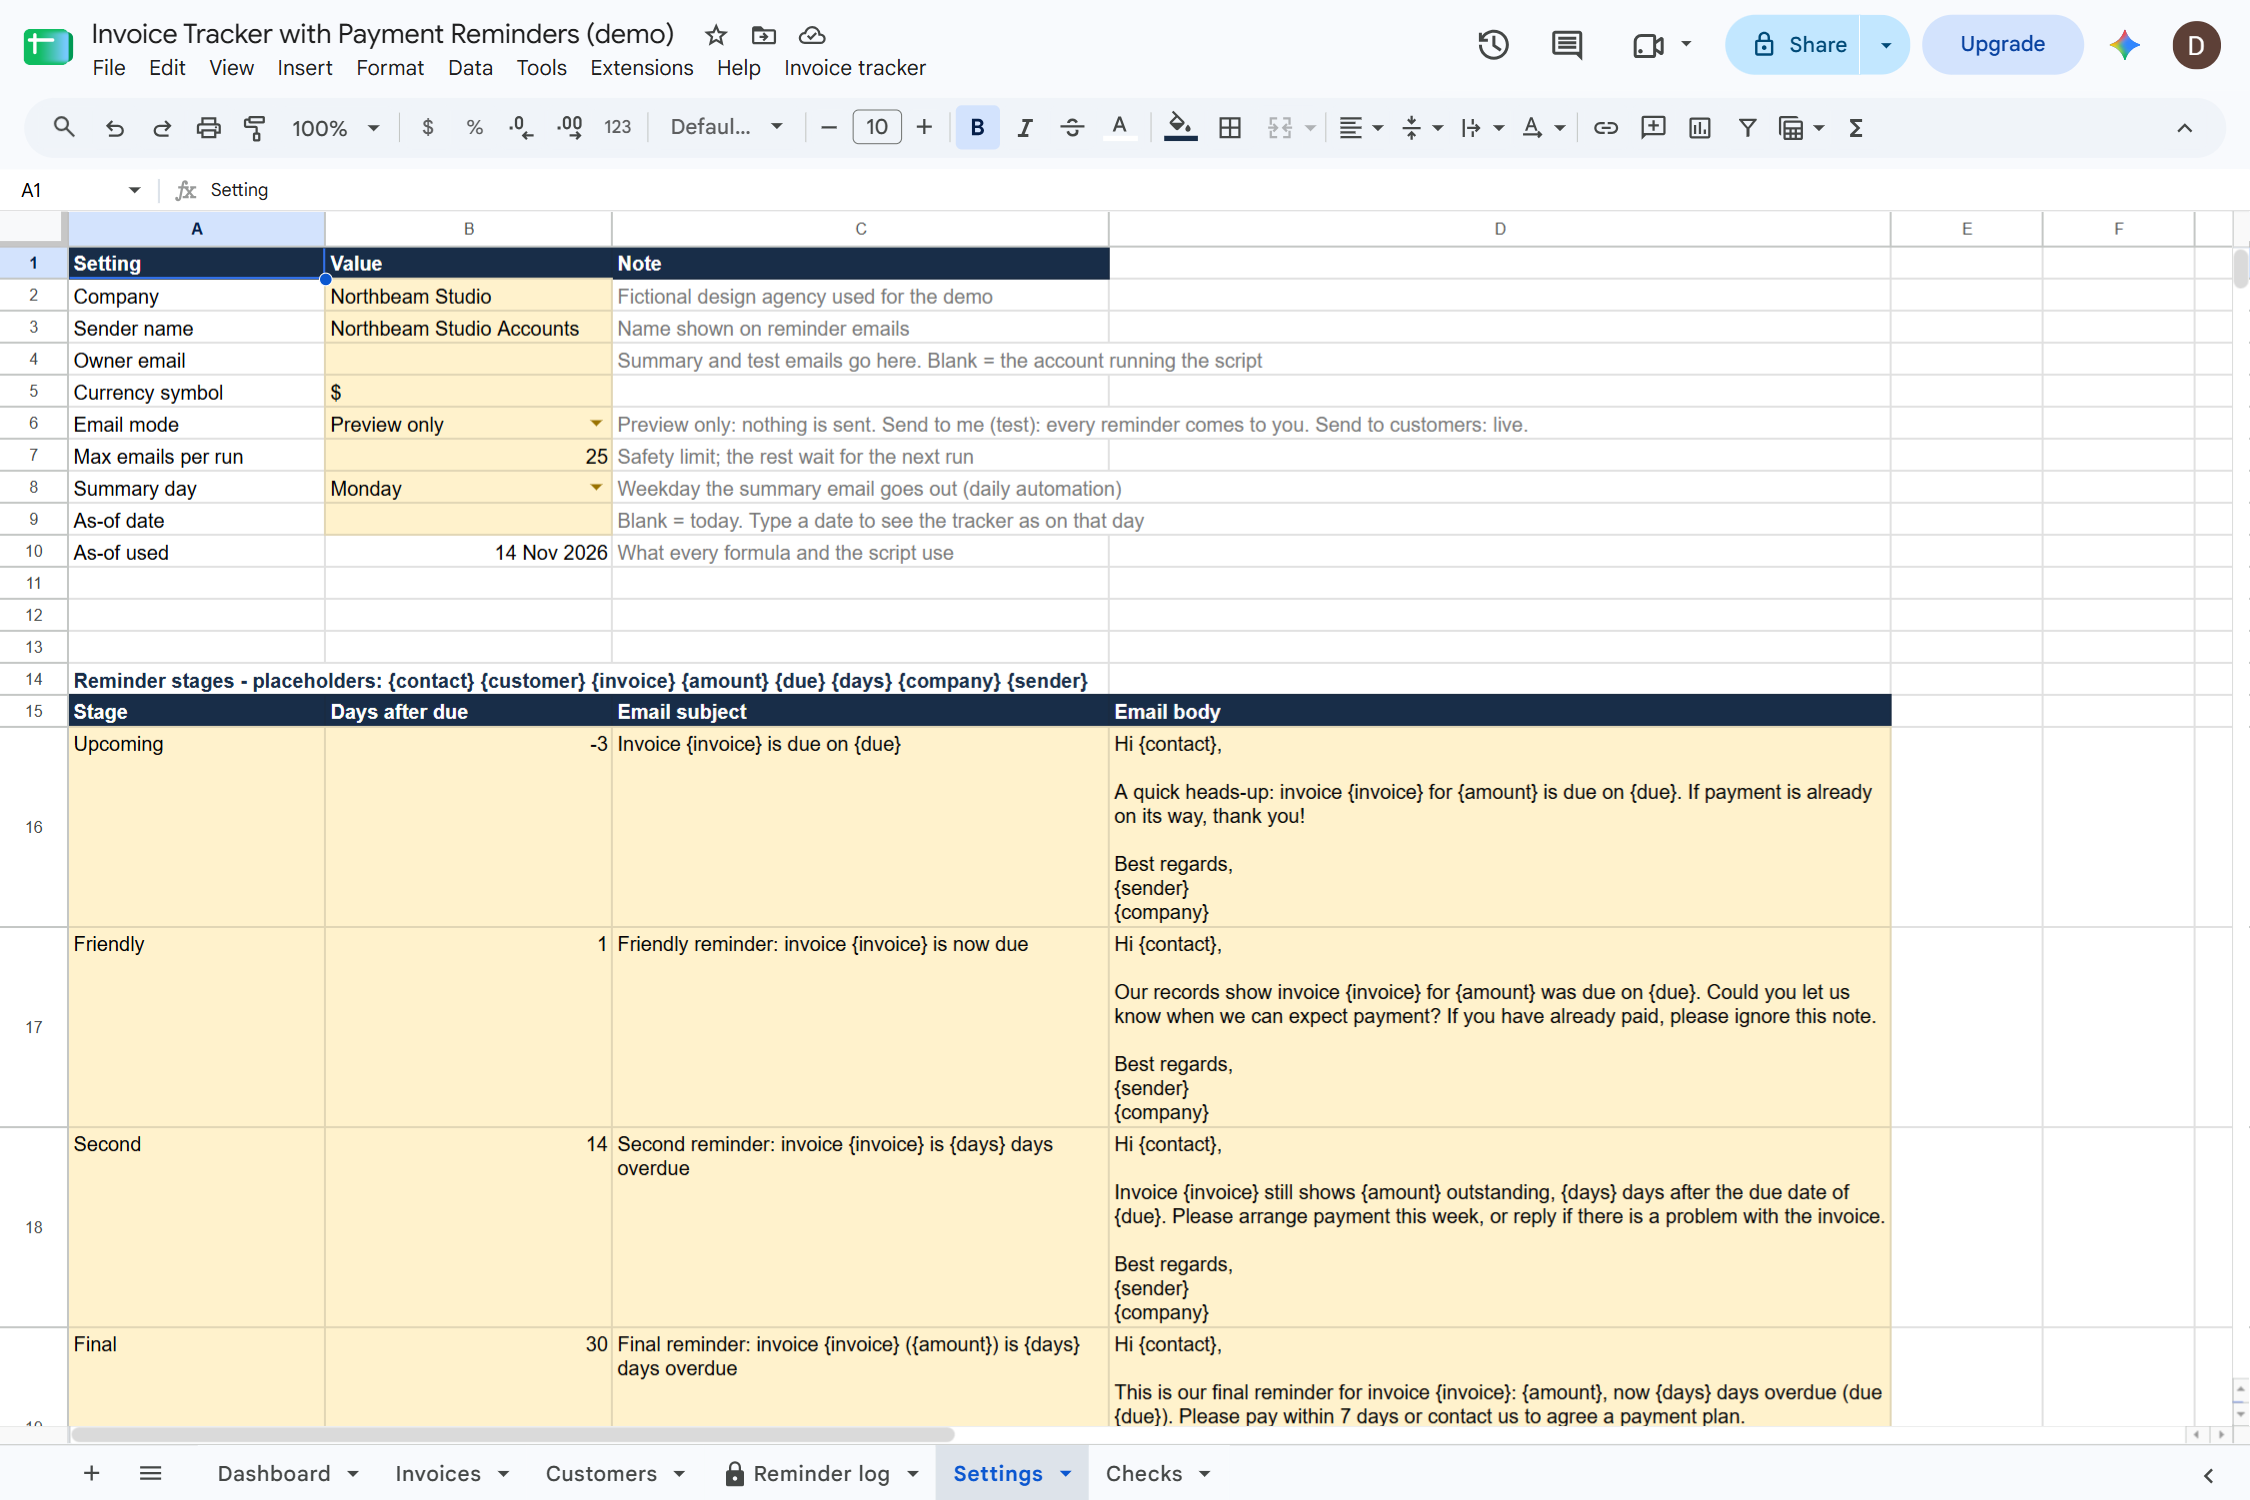 Invoice Tracker with Payment Reminders (demo)
File Edit View Insert Format Data Tools Extensions Help Invoice tracker
Share
Upgrade
D
100% $ % .0 .00 123 Defaul... 10 B I A
A1 Setting
A B C D E F
1 Setting Value Note
2 Company Northbeam Studio Fictional design agency used for the demo
3 Sender name Northbeam Studio Accounts Name shown on reminder emails
4 Owner email Summary and test emails go here. Blank = the account running the script
5 Currency symbol $
6 Email mode Preview only Preview only: nothing is sent. Send to me (test): every reminder comes to you. Send to customers: live.
7 Max emails per run 25 Safety limit; the rest wait for the next run
8 Summary day Monday Weekday the summary email goes out (daily automation)
9 As-of date Blank = today. Type a date to see the tracker as on that day
10 As-of used 14 Nov 2026 What every formula and the script use
11
12
13
14 Reminder stages - placeholders: {contact} {customer} {invoice} {amount} {due} {days} {company} {sender}
15 Stage Days after due Email subject Email body
16 Upcoming -3 Invoice {invoice} is due on {due} Hi {contact},
A quick heads-up: invoice {invoice} for {amount} is due on {due}. If payment is already
on its way, thank you!
Best regards,
{sender}
{company}
17 Friendly 1 Friendly reminder: invoice {invoice} is now due Hi {contact},
Our records show invoice {invoice} for {amount} was due on {due}. Could you let us
know when we can expect payment? If you have already paid, please ignore this note.
Best regards,
{sender}
{company}
18 Second 14 Second reminder: invoice {invoice} is {days} days
overdue
Hi {contact},
Invoice {invoice} still shows {amount} outstanding, {days} days after the due date of
{due}. Please arrange payment this week, or reply if there is a problem with the invoice.
Best regards,
{sender}
{company}
Final 30 Final reminder: invoice {invoice} ({amount}) is {days}
days overdue
Hi {contact},
This is our final reminder for invoice {invoice}: {amount}, now {days} days overdue (due
{due}). Please pay within 7 days or contact us to agree a payment plan.
Dashboard Invoices Customers Reminder log Settings Checks